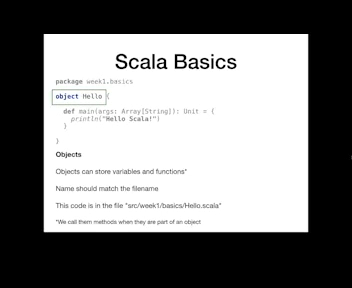 Scala Basics
package week1.basics
object Hello {
def main(args: Array[String]): Unit = {
println("Hello Scala!")
}
}
Objects
Objects can store variables and functions*
Name should match the filename
This code is in the file "src/week1/basics/Hello.scala"
*We call them methods when they are part of an object